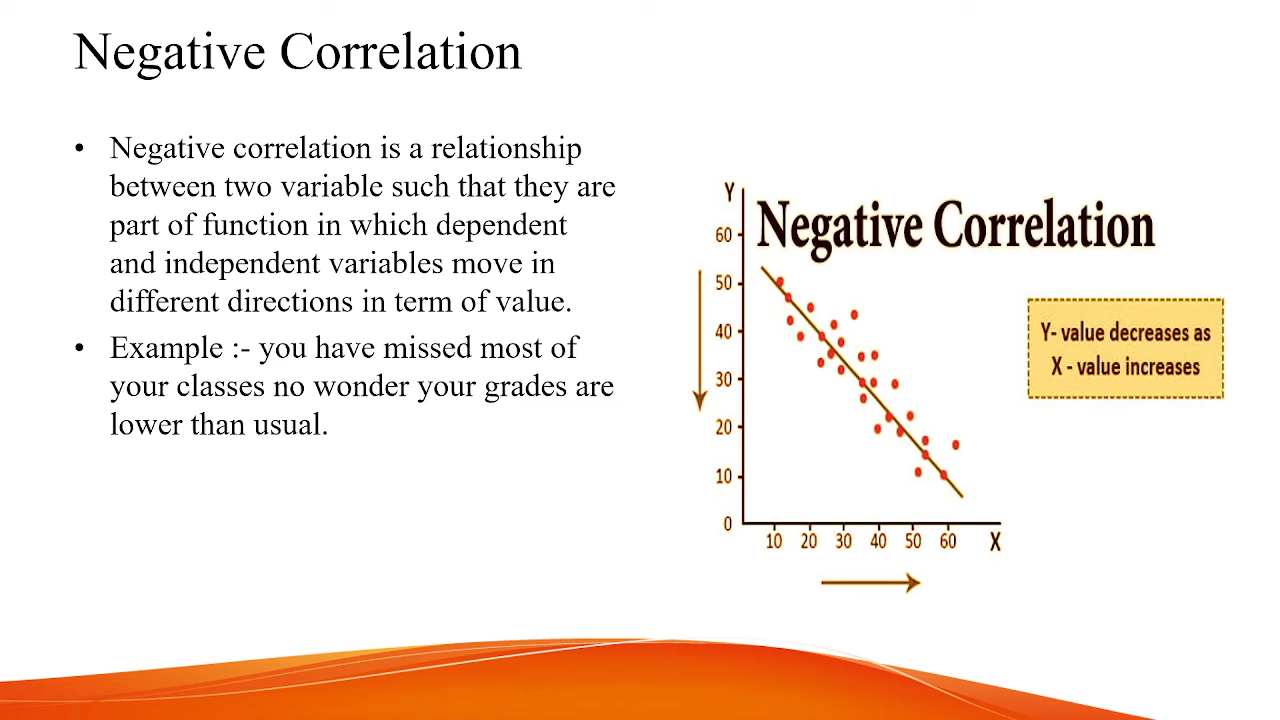 Negative Correlation
• Negative correlation is a relationship
between two variable such that they are
part of function in which dependent
and independent variables move in
different directions in term of value.
• Example :- you have missed most of
your classes no wonder your grades are
lower than usual.
Y
Negative Correlation
60
50
40
30
20
10
0
10 20 30 40 50 60 X
Y- value decreases as
X - value increases